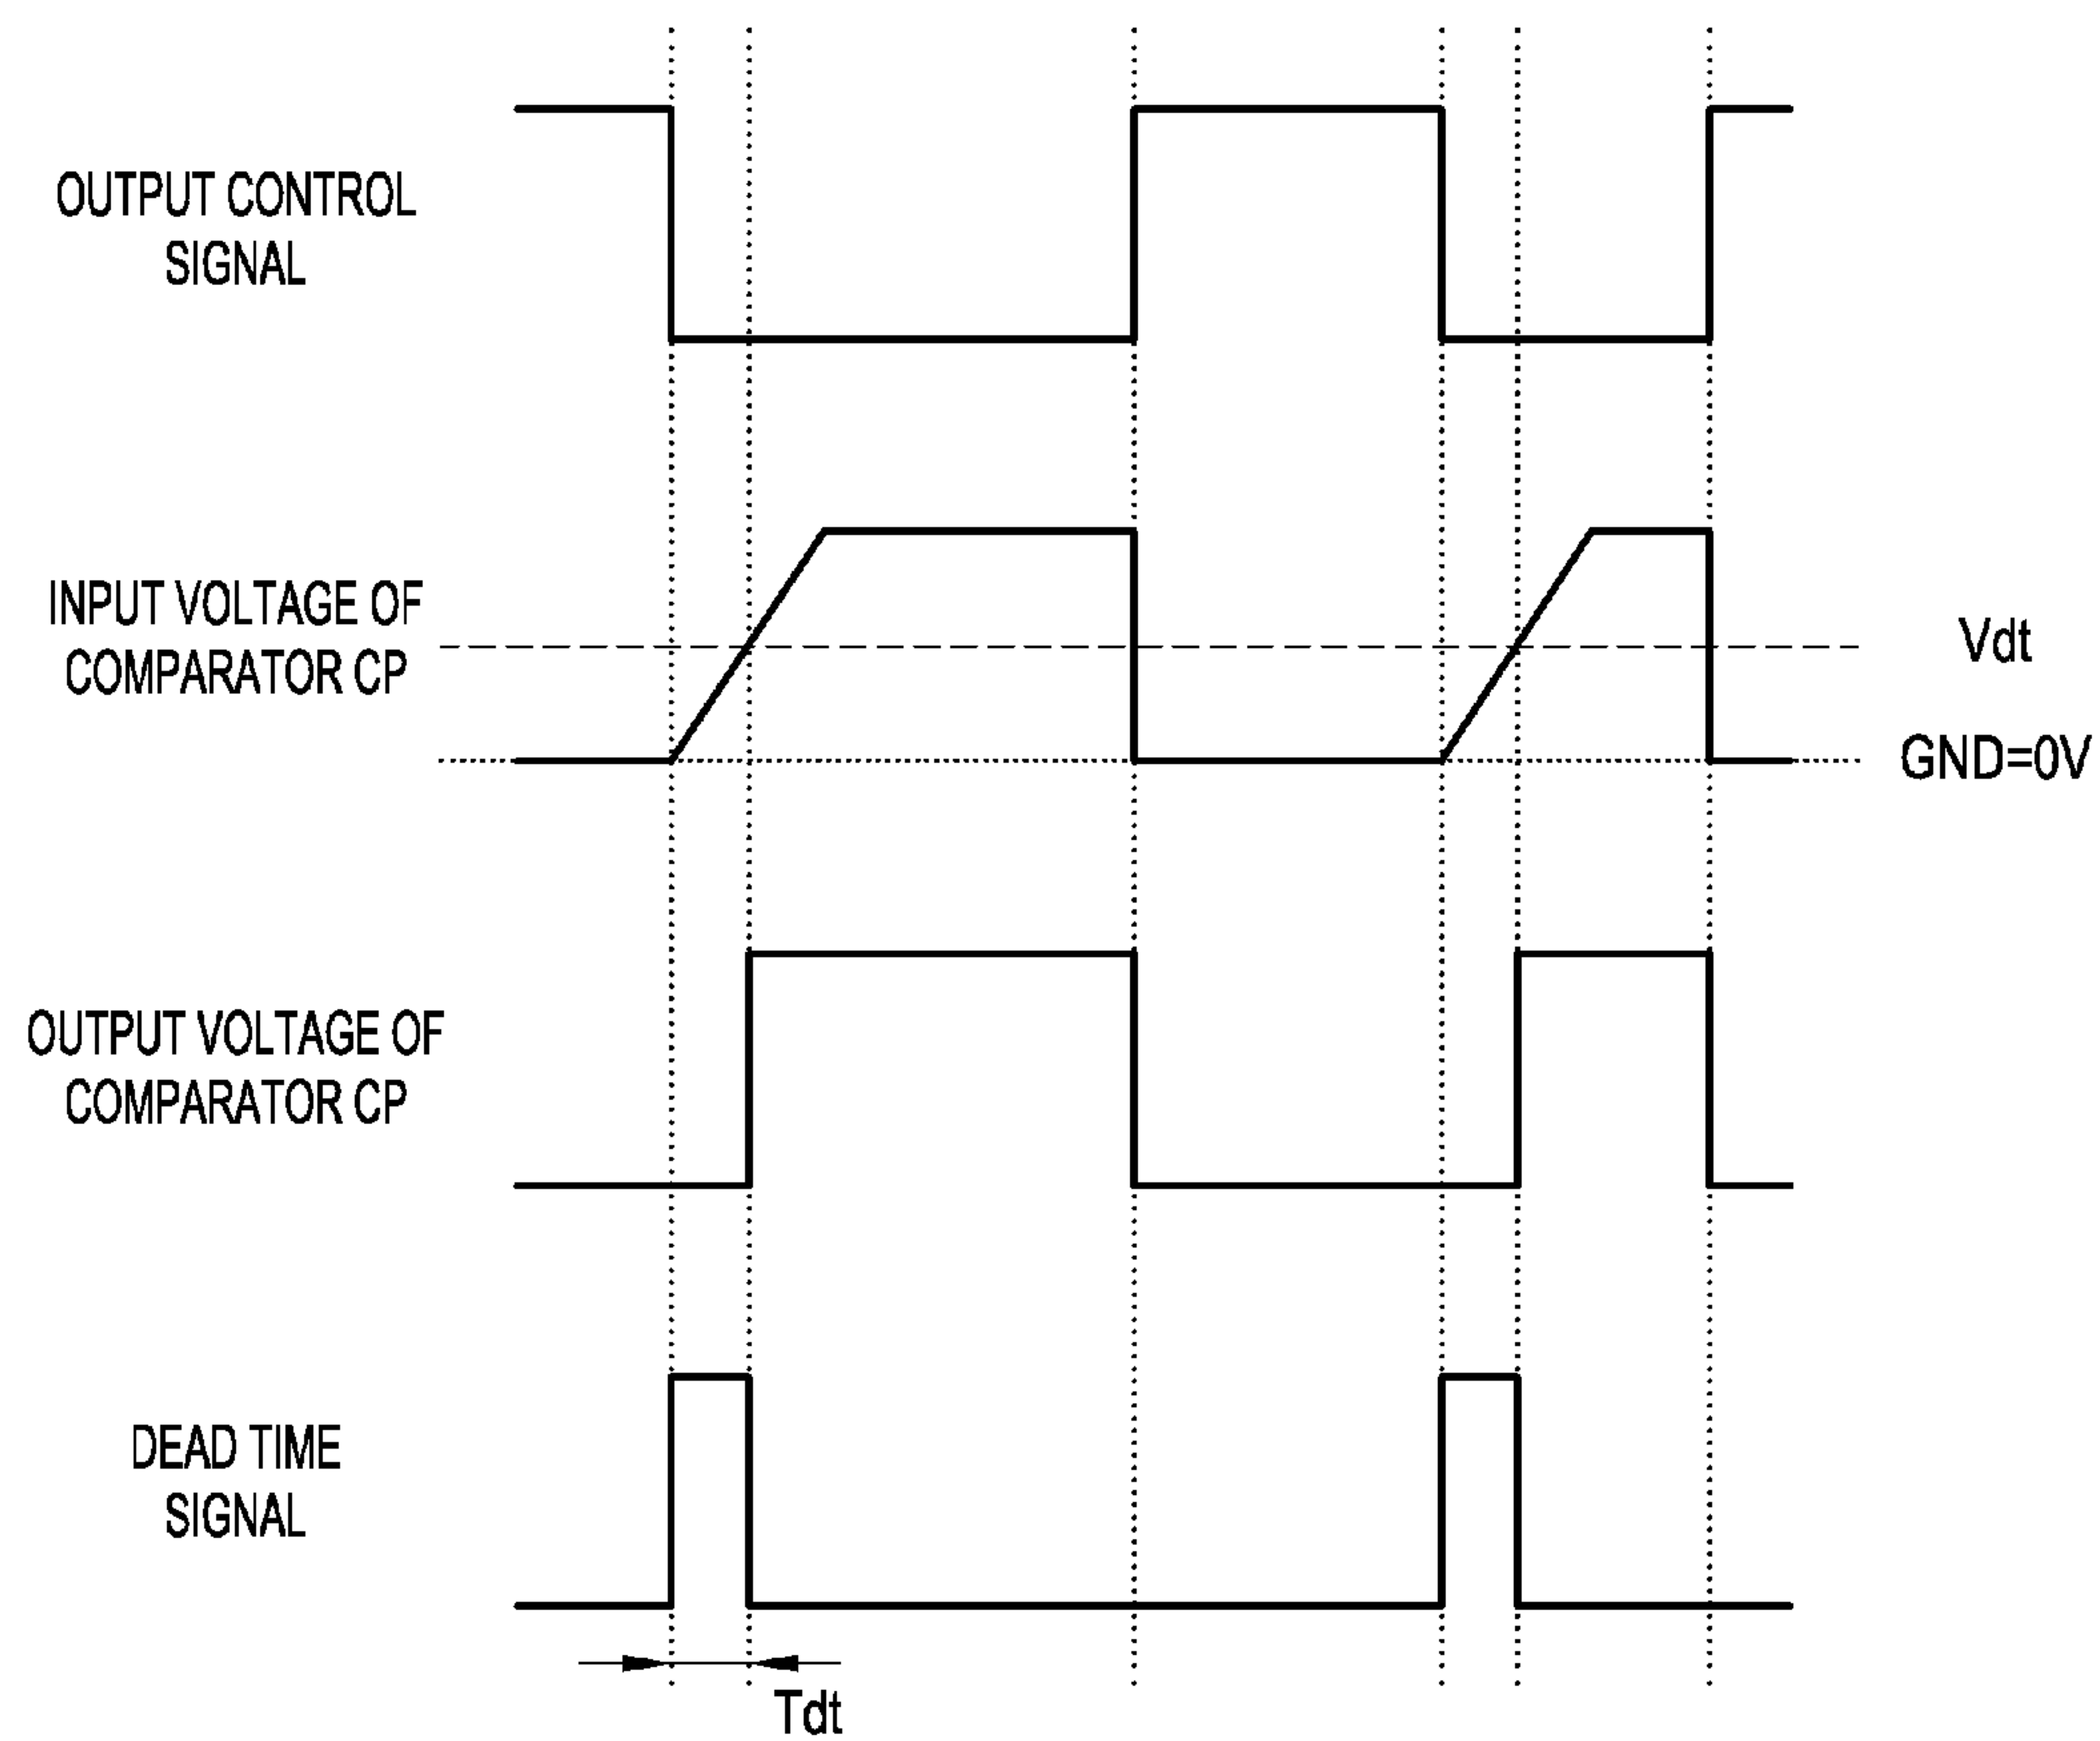 OUTPUT CONTROL
SIGNAL
INPUT VOLTAGE OF
COMPARATOR CP
Vdt
GND=0V
OUTPUT VOLTAGE OF
COMPARATOR CP
DEAD TIME
SIGNAL
Tdt